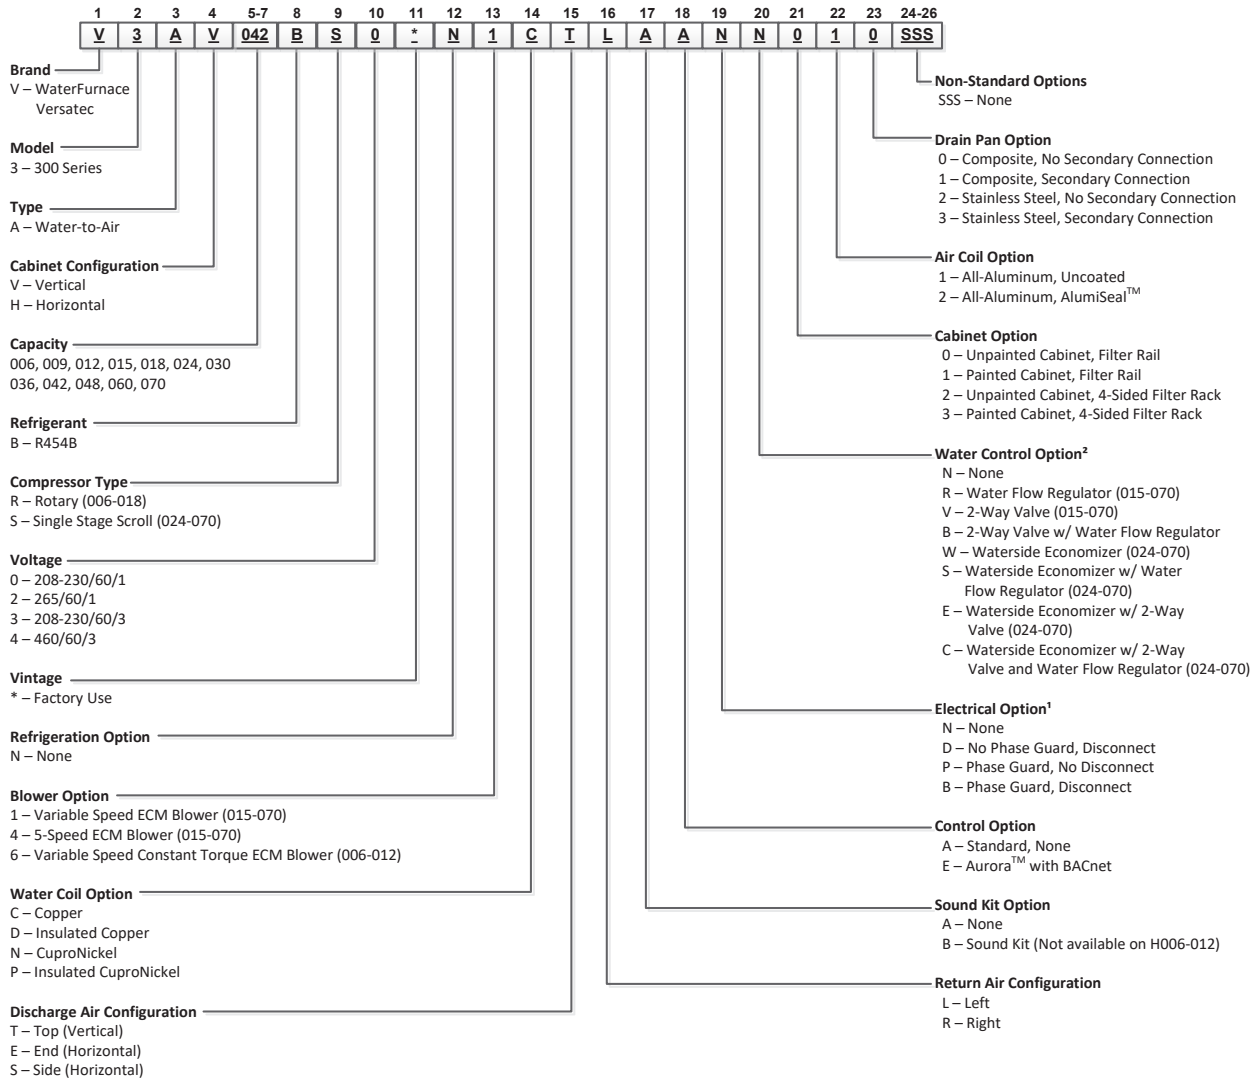 1 2 3 4 5-7 8 9 10 11 12 13 14 15 16 17 18 19 20 21 22 23 24-26
V 3 A V 042 B S 0 * N 1 C T L A A N N 0 1 0 SSS
Brand
V – WaterFurnace
Versatec
Model
3 – 300 Series
Type
A – Water-to-Air
Cabinet Configuration
V – Vertical
H – Horizontal
Capacity
006, 009, 012, 015, 018, 024, 030
036, 042, 048, 060, 070
Refrigerant
B – R454B
Compressor Type
R – Rotary (006-018)
S – Single Stage Scroll (024-070)
Voltage
0 – 208-230/60/1
2 – 265/60/1
3 – 208-230/60/3
4 – 460/60/3
Vintage
* – Factory Use
Refrigeration Option
N – None
Blower Option
1 – Variable Speed ECM Blower (015-070)
4 – 5-Speed ECM Blower (015-070)
6 – Variable Speed Constant Torque ECM Blower (006-012)
Water Coil Option
C – Copper
D – Insulated Copper
N – CuproNickel
P – Insulated CuproNickel
Discharge Air Configuration
T – Top (Vertical)
E – End (Horizontal)
S – Side (Horizontal)
Non-Standard Options
SSS – None
Drain Pan Option
0 – Composite, No Secondary Connection
1 – Composite, Secondary Connection
2 – Stainless Steel, No Secondary Connection
3 – Stainless Steel, Secondary Connection
Air Coil Option
1 – All-Aluminum, Uncoated
2 – All-Aluminum, AlumiSeal™
Cabinet Option
0 – Unpainted Cabinet, Filter Rail
1 – Painted Cabinet, Filter Rail
2 – Unpainted Cabinet, 4-Sided Filter Rack
3 – Painted Cabinet, 4-Sided Filter Rack
Water Control Option²
N – None
R – Water Flow Regulator (015-070)
V – 2-Way Valve (015-070)
B – 2-Way Valve w/ Water Flow Regulator
W – Waterside Economizer (024-070)
S – Waterside Economizer w/ Water
Flow Regulator (024-070)
E – Waterside Economizer w/ 2-Way
Valve (024-070)
C – Waterside Economizer w/ 2-Way
Valve and Water Flow Regulator (024-070)
Electrical Option¹
N – None
D – No Phase Guard, Disconnect
P – Phase Guard, No Disconnect
B – Phase Guard, Disconnect
Control Option
A – Standard, None
E – Aurora™ with BACnet
Sound Kit Option
A – None
B – Sound Kit (Not available on H006-012)
Return Air Configuration
L – Left
R – Right